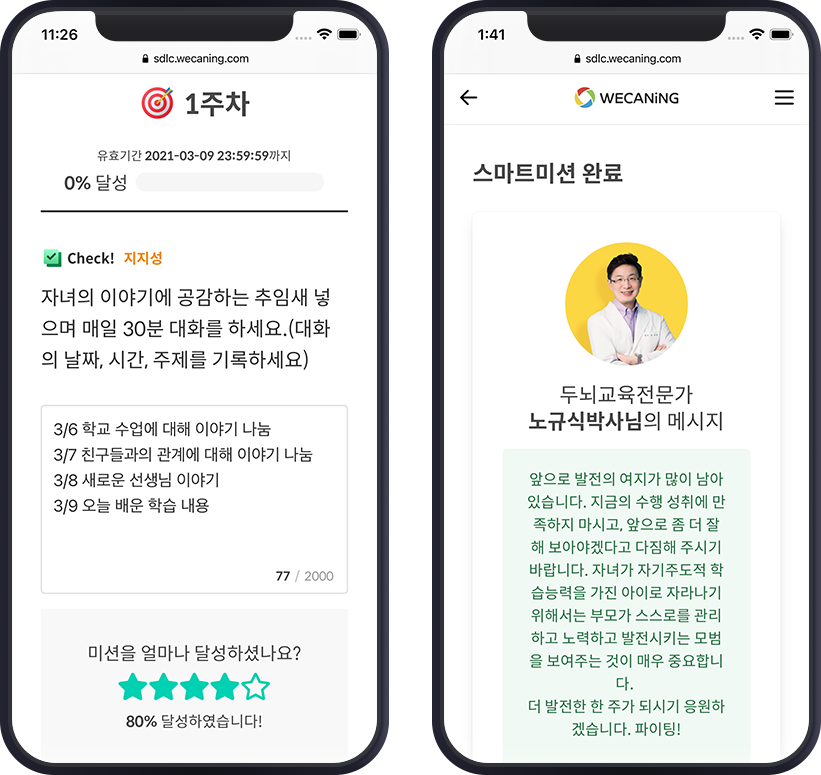 11:26
sdlc.wecaning.com
1주차
유효기간 2021-03-09 23:59:59까지
0% 달성
Check! 지지성
자녀의 이야기에 공감하는 추임새 넣
으며 매일 30분 대화를 하세요.(대화
의 날짜, 시간, 주제를 기록하세요)
3/6 학교 수업에 대해 이야기 나눔
3/7 친구들과의 관계에 대해 이야기 나눔
3/8 새로운 선생님 이야기
3/9 오늘 배운 학습 내용
77 / 2000
미션을 얼마나 달성하셨나요?
80% 달성하였습니다!
1:41
sdlc.wecaning.com
WECANiNG
스마트미션 완료
두뇌교육전문가
노규식박사님의 메시지
앞으로 발전의 여지가 많이 남아
있습니다. 지금의 수행 성취에 만
족하지 마시고, 앞으로 좀 더 잘
해 보아야겠다고 다짐해 주시기
바랍니다. 자녀가 자기주도적 학
습능력을 가진 아이로 자라나기
위해서는 부모가 스스로를 관리
하고 노력하고 발전시키는 모범
을 보여주는 것이 매우 중요합니
다.
더 발전한 한 주가 되시기 응원하
겠습니다. 파이팅!